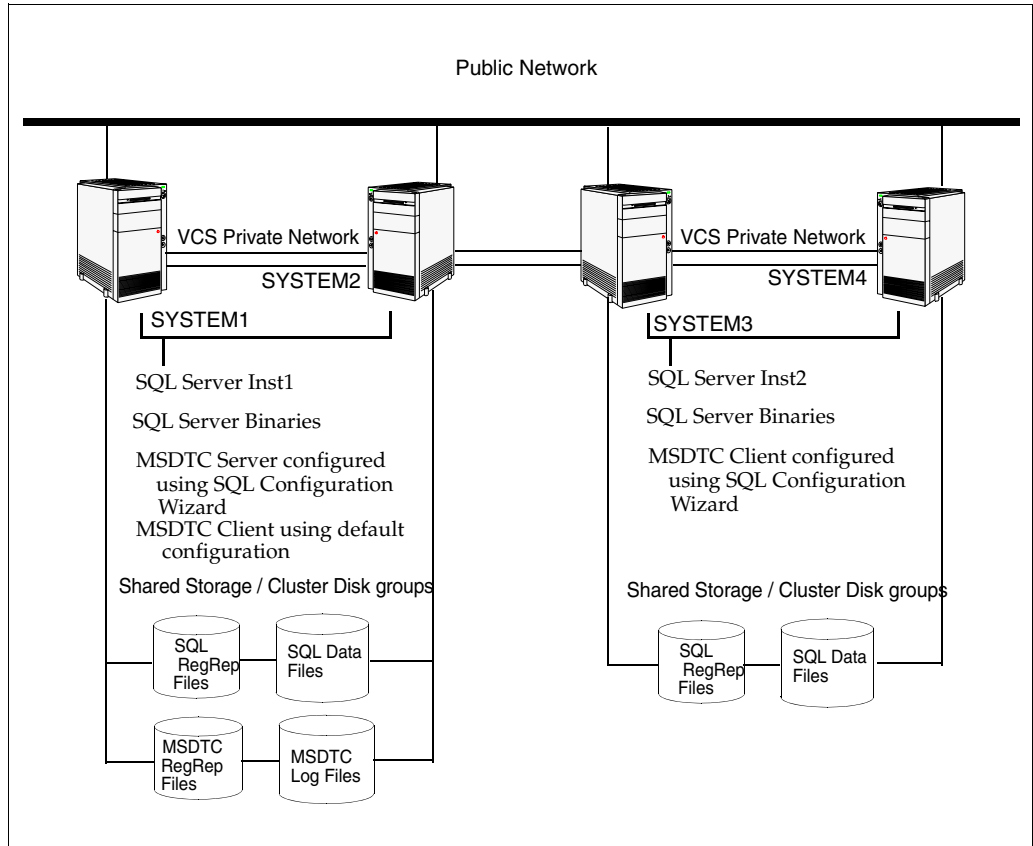 Public Network
VCS Private Network
SYSTEM2
SYSTEM1
SQL Server Inst1
SQL Server Binaries
MSDTC Server configured
using SQL Configuration
Wizard
MSDTC Client using default
configuration
Shared Storage / Cluster Disk groups
SQL
RegRep
Files
SQL Data
Files
MSDTC
RegRep
Files
MSDTC
Log Files
VCS Private Network
SYSTEM4
SYSTEM3
SQL Server Inst2
SQL Server Binaries
MSDTC Client configured
using SQL Configuration
Wizard
Shared Storage / Cluster Disk groups
SQL
RegRep
Files
SQL Data
Files